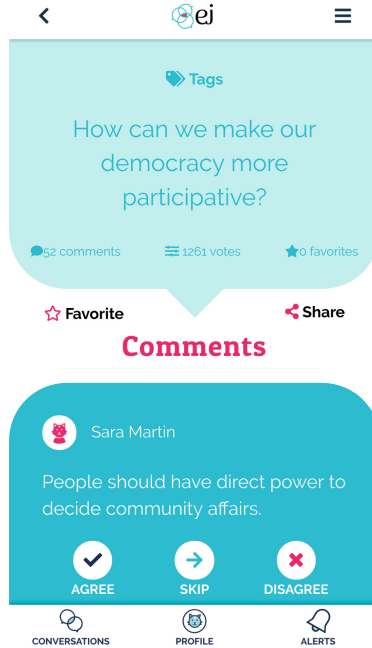 ej
Tags
How can we make our
democracy more
participative?
52 comments 1261 votes 0 favorites
Favorite Share
Comments
Sara Martin
People should have direct power to
decide community affairs.
AGREE SKIP DISAGREE
CONVERSATIONS PROFILE ALERTS